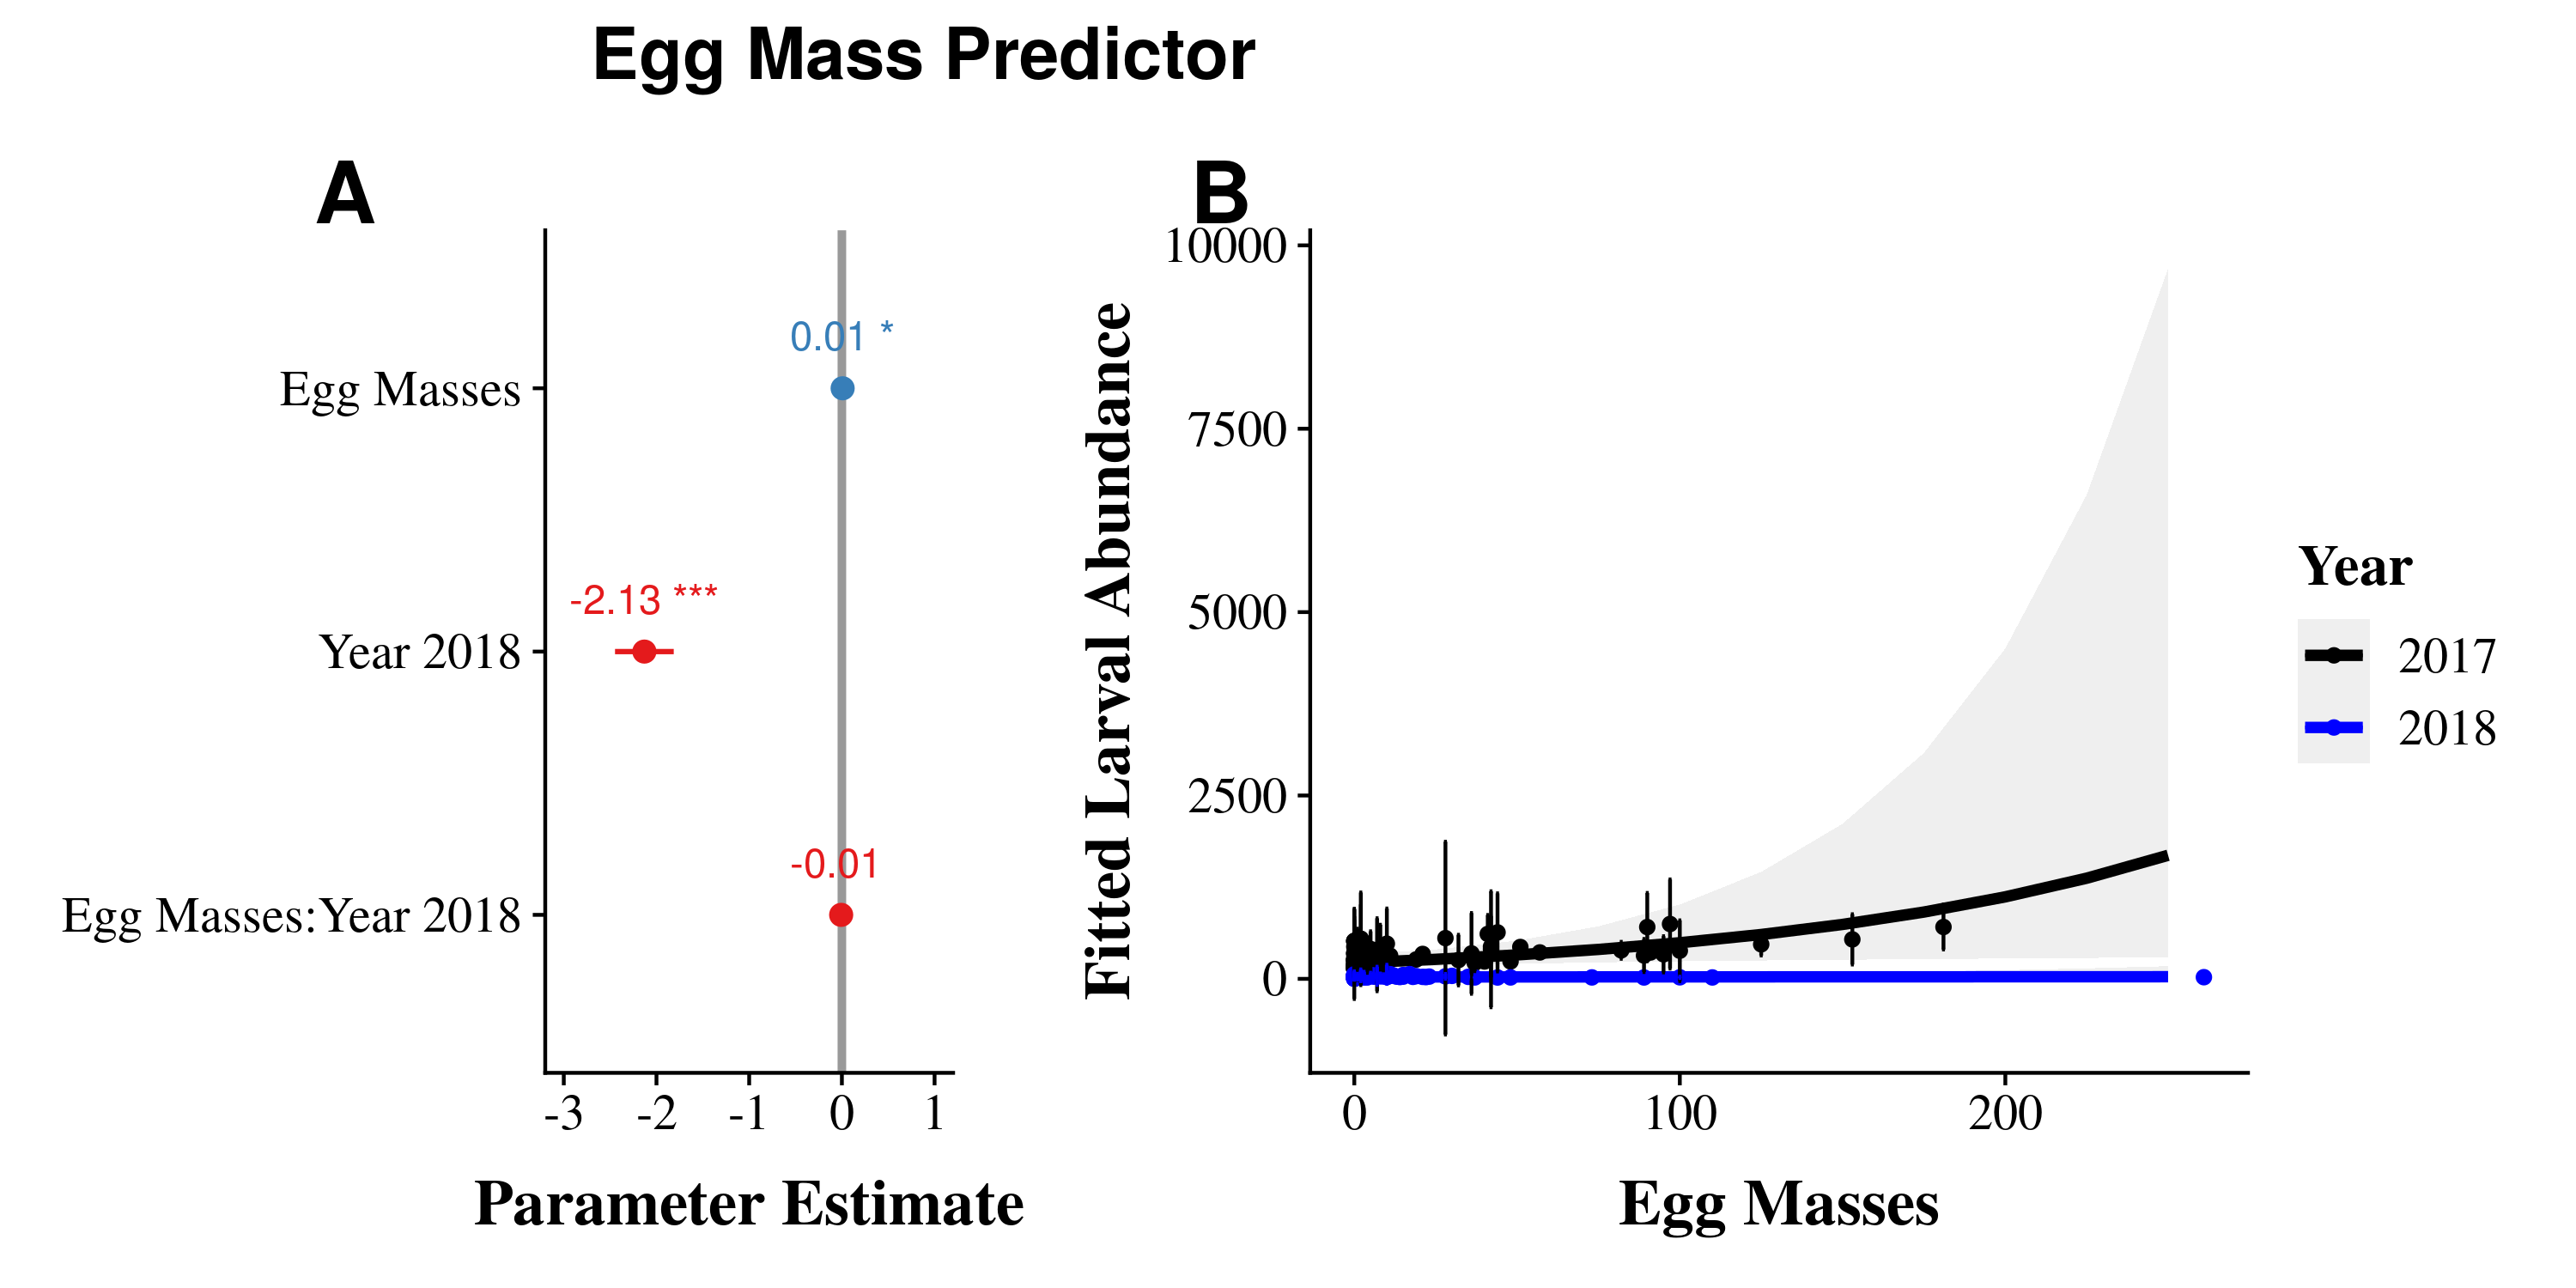 Egg Mass Predictor
A
0.01 *
Egg Masses
-2.13 ***
Year 2018
-0.01
Egg Masses:Year 2018
-3 -2 -1 0 1
Parameter Estimate
B
10000
7500
5000
2500
0
Fitted Larval Abundance
0 100 200
Egg Masses
Year
2017
2018